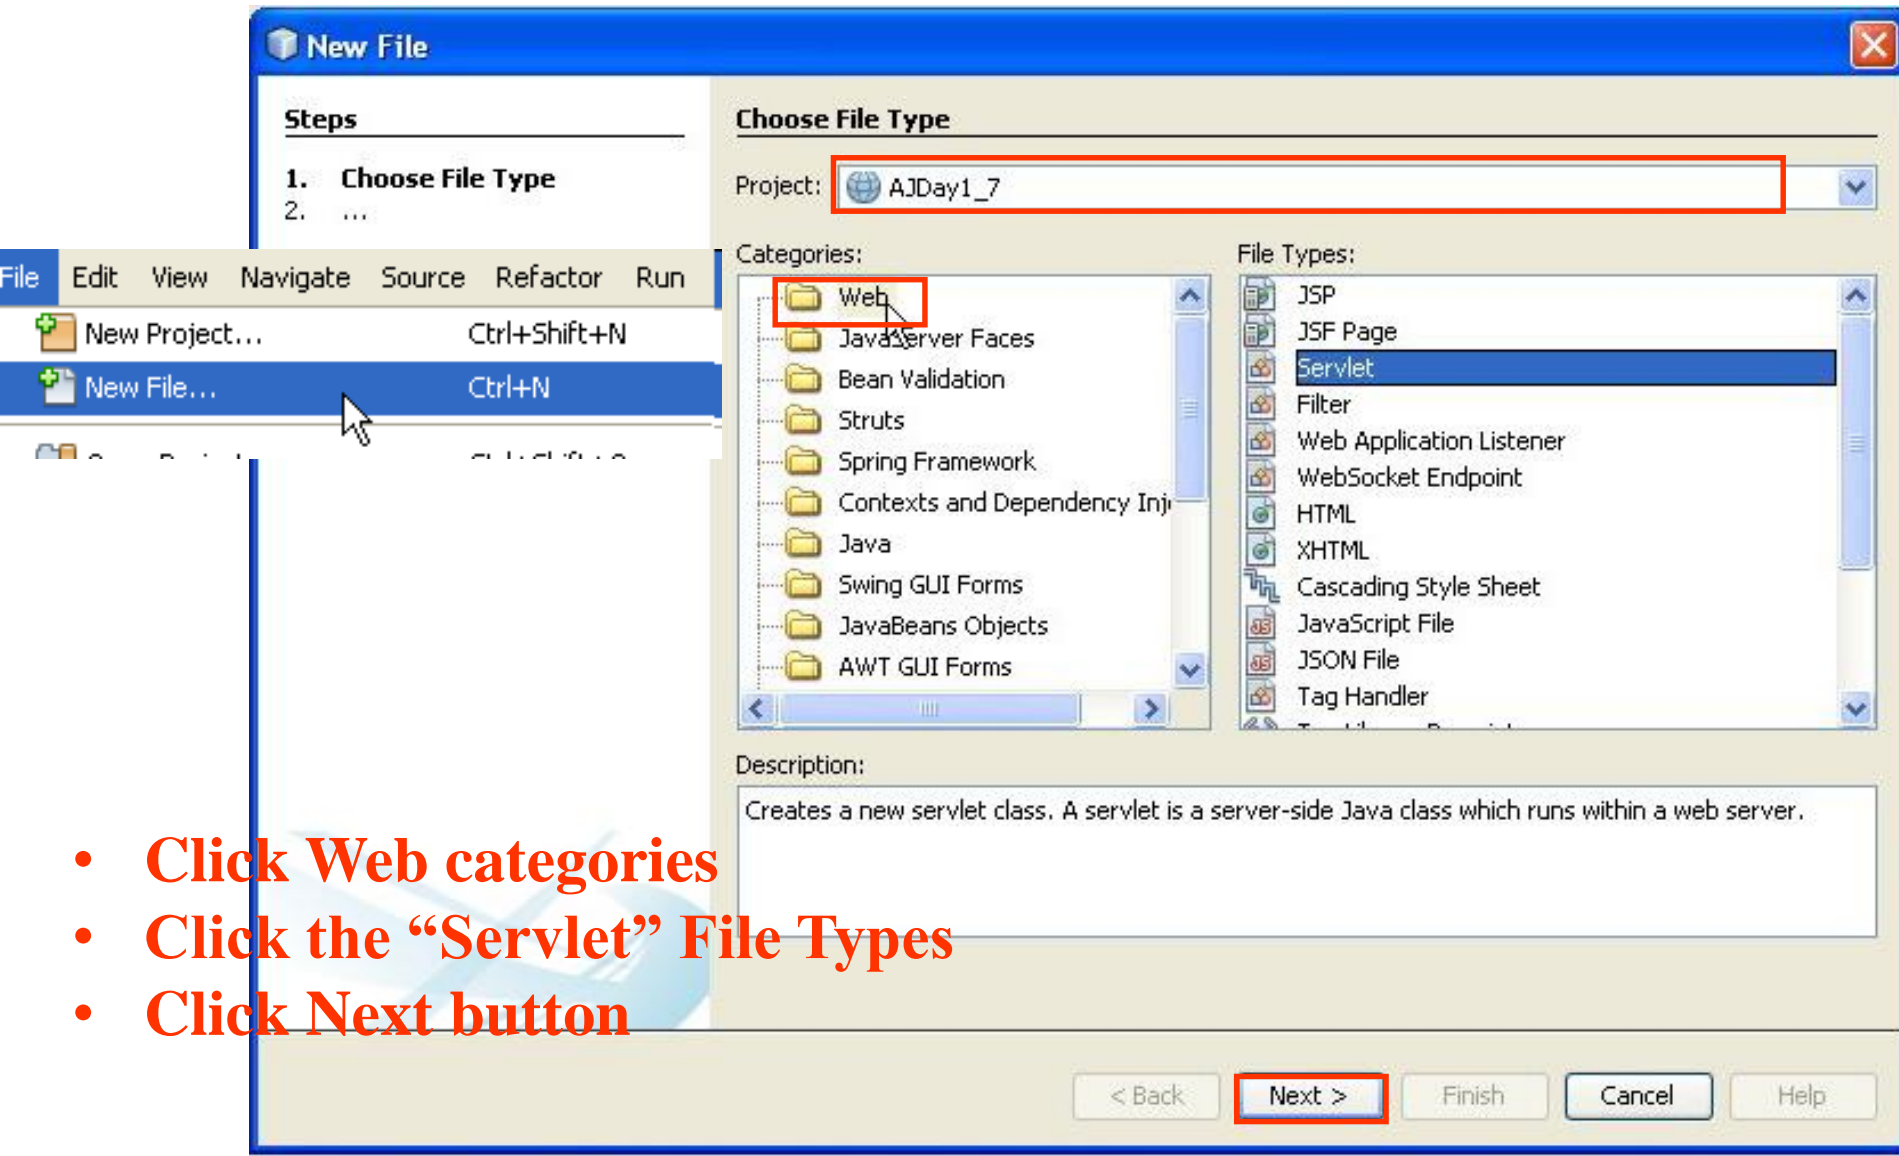 New File
Steps
1. Choose File Type
2. ...
Choose File Type
Project: AJDay1_7
File Edit View Navigate Source Refactor Run
New Project... Ctrl+Shift+N
New File... Ctrl+N
Categories:
Web
JavaServer Faces
Bean Validation
Struts
Spring Framework
Contexts and Dependency Inj
Java
Swing GUI Forms
JavaBeans Objects
AWT GUI Forms
File Types:
JSP
JSF Page
Servlet
Filter
Web Application Listener
WebSocket Endpoint
HTML
XHTML
Cascading Style Sheet
JavaScript File
JSON File
Tag Handler
Description:
Creates a new servlet class. A servlet is a server-side Java class which runs within a web server.
• Click Web categories
• Click the “Servlet” File Types
• Click Next button
< Back Next > Finish Cancel Help